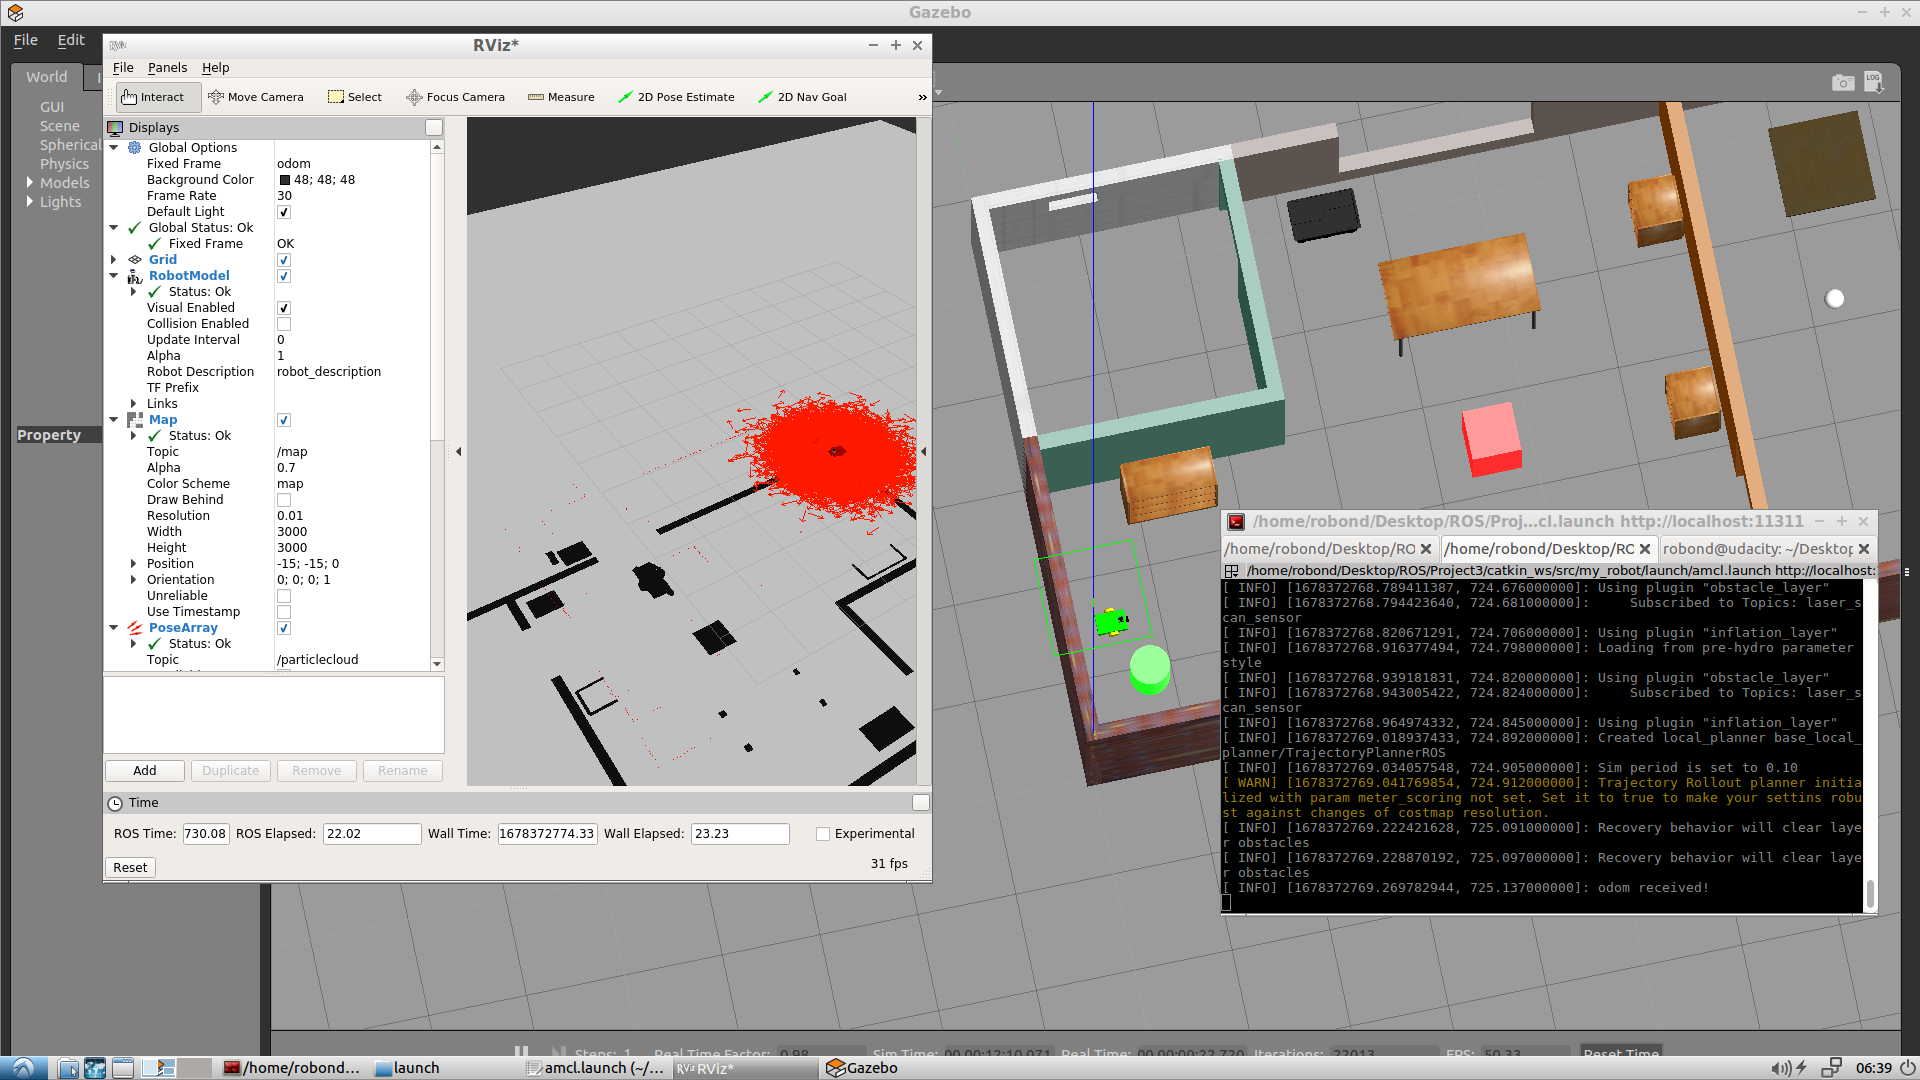 Gazebo
File Edit
World
GUI
Scene
Spherical
Physics
Models
Lights
Property
RViz*
File Panels Help
Interact Move Camera Select Focus Camera Measure 2D Pose Estimate 2D Nav Goal »
Displays
Global Options
Fixed Frame odom
Background Color 48; 48; 48
Frame Rate 30
Default Light
Global Status: Ok
Fixed Frame OK
Grid
RobotModel
Status: Ok
Visual Enabled
Collision Enabled
Update Interval 0
Alpha 1
Robot Description robot_description
TF Prefix
Links
Map
Status: Ok
Topic /map
Alpha 0.7
Color Scheme map
Draw Behind
Resolution 0.01
Width 3000
Height 3000
Position -15; -15; 0
Orientation 0; 0; 0; 1
Unreliable
Use Timestamp
PoseArray
Status: Ok
Topic /particlecloud
Add Duplicate Remove Rename
Time
ROS Time: 730.08 ROS Elapsed: 22.02 Wall Time: 1678372774.33 Wall Elapsed: 23.23 Experimental
Reset
31 fps
LOG
/home/robond/Desktop/ROS/Proj...cl.launch http://localhost:11311
/home/robond/Desktop/RO /home/robond/Desktop/RC robond@udacity: ~/Desktop
/home/robond/Desktop/ROS/Project3/catkin_ws/src/my_robot/launch/amcl.launch http://localhost:
[ INFO] [1678372768.789411387, 724.676000000]: Using plugin "obstacle_layer"
[ INFO] [1678372768.794423640, 724.681000000]:     Subscribed to Topics: laser_s
can_sensor
[ INFO] [1678372768.820671291, 724.706000000]: Using plugin "inflation_layer"
[ INFO] [1678372768.916377494, 724.798000000]: Loading from pre-hydro parameter
style
[ INFO] [1678372768.939181831, 724.820000000]: Using plugin "obstacle_layer"
[ INFO] [1678372768.943005422, 724.824000000]:     Subscribed to Topics: laser_s
can_sensor
[ INFO] [1678372768.964974332, 724.845000000]: Using plugin "inflation_layer"
[ INFO] [1678372769.018937433, 724.892000000]: Created local_planner base_local_
planner/TrajectoryPlannerROS
[ INFO] [1678372769.034057548, 724.905000000]: Sim period is set to 0.10
[ WARN] [1678372769.041769854, 724.912000000]: Trajectory Rollout planner initia
lized with param meter_scoring not set. Set it to true to make your settins robu
st against changes of costmap resolution.
[ INFO] [1678372769.222421628, 725.091000000]: Recovery behavior will clear laye
r obstacles
[ INFO] [1678372769.228870192, 725.097000000]: Recovery behavior will clear laye
r obstacles
[ INFO] [1678372769.269782944, 725.137000000]: odom received!
Steps: 1 Real Time Factor: 0.98 Sim Time: 00 00:12:10.071 Real Time: 00 00:00:22.720 Iterations: 22013 FPS: 50.33 Reset Time
/home/robond... launch amcl.launch (~/... RViz* Gazebo 06:39